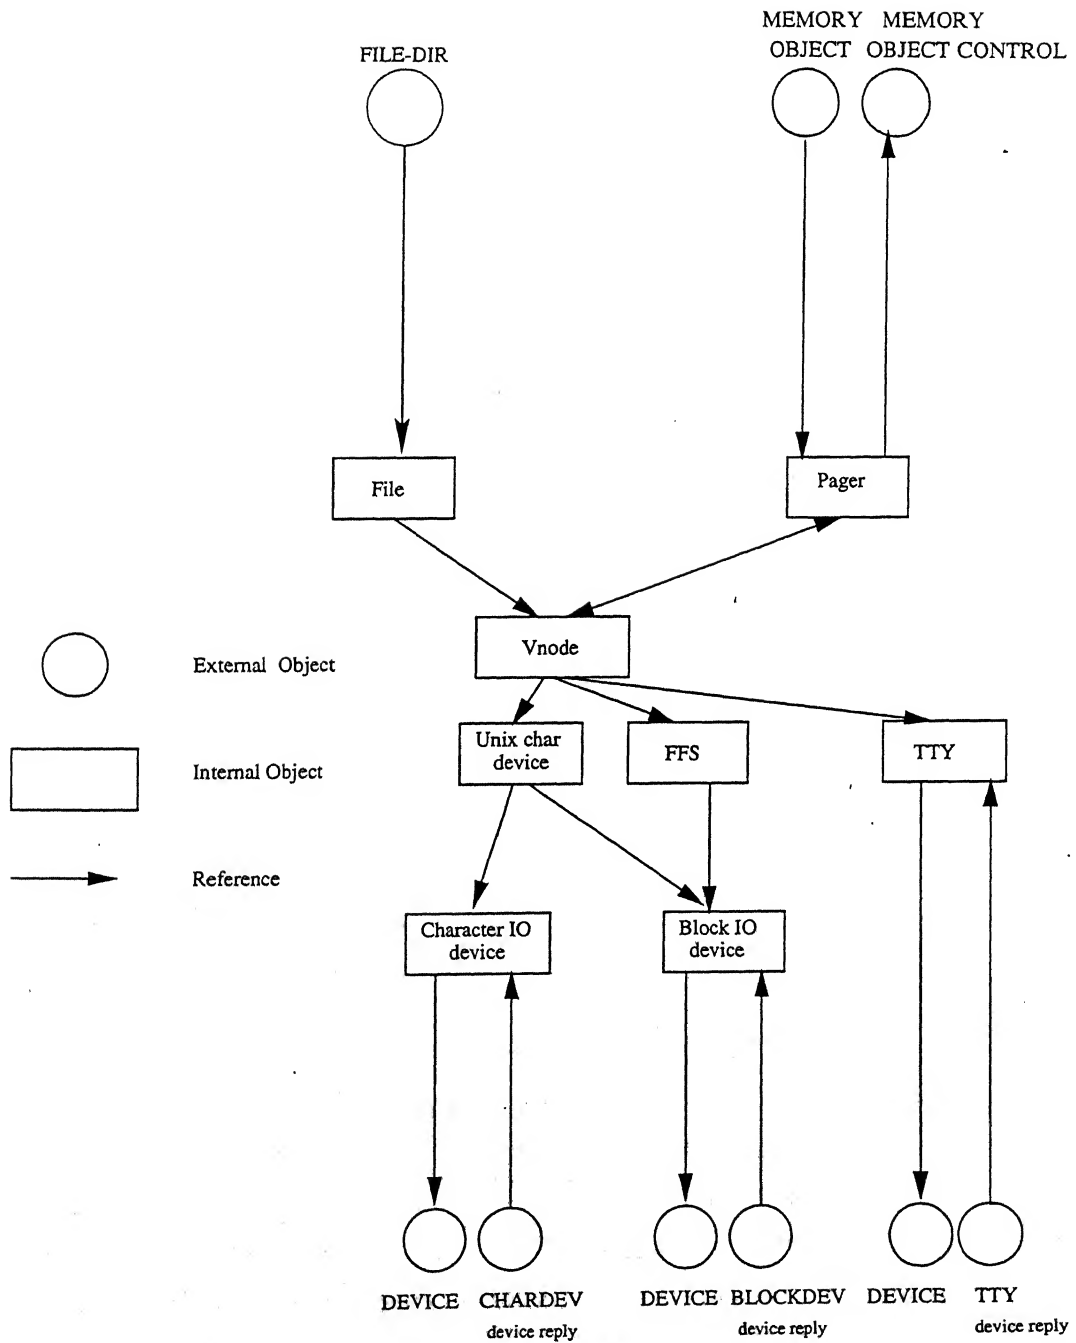 MEMORY MEMORY
FILE-DIR
OBJECT OBJECT CONTROL
File
Pager
Vnode
External Object
Unix char
device
FFS
TTY
Internal Object
Reference
Character IO
device
Block IO
device
DEVICE CHARDEV
device reply
DEVICE BLOCKDEV
device reply
DEVICE TTY
device reply